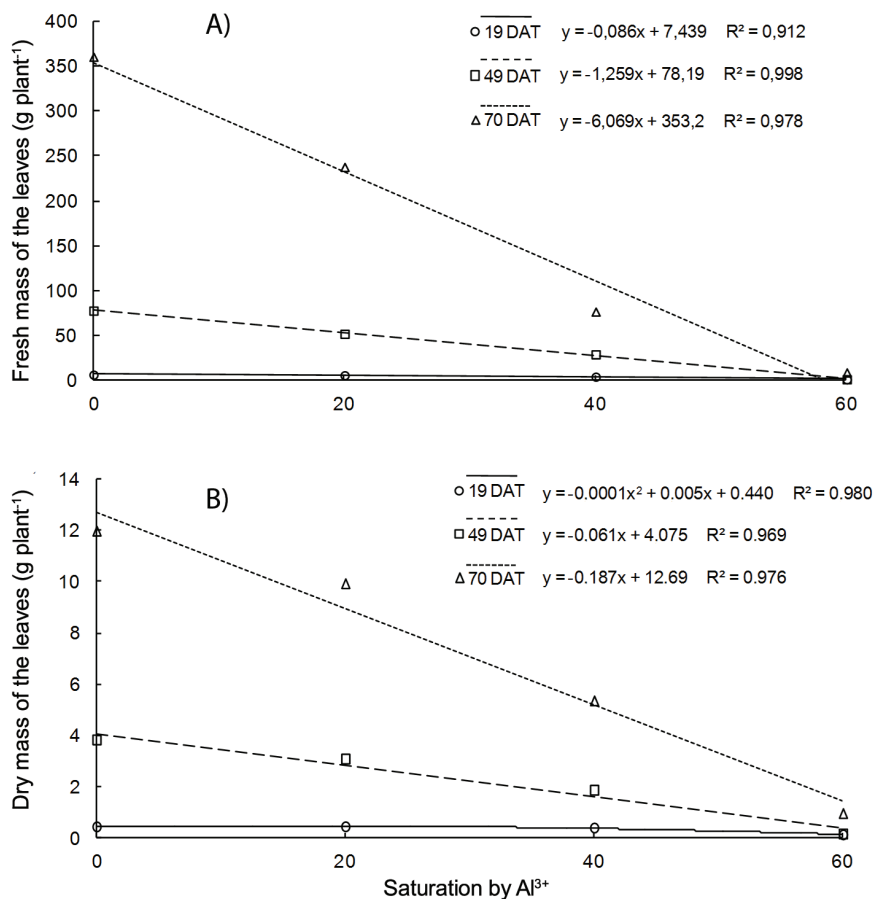 A)
19 DAT y =-0,086x + 7,439 R² = 0,912
49 DAT y =-1,259x + 78,19 R² = 0,998
70 DAT y =-6,069x + 353,2 R² = 0,978
Fresh mass of the leaves (g plant⁻¹)
400
350
300
250
200
150
100
50
0
0 20 40 60
B)
19 DAT y =-0.0001x² + 0.005x + 0.440 R² = 0.980
49 DAT y =-0.061x + 4.075 R² = 0.969
70 DAT y =-0.187x + 12.69 R² = 0.976
Dry mass of the leaves (g plant⁻¹)
14
12
10
8
6
4
2
0
0 20 40 60
Saturation by Al³⁺